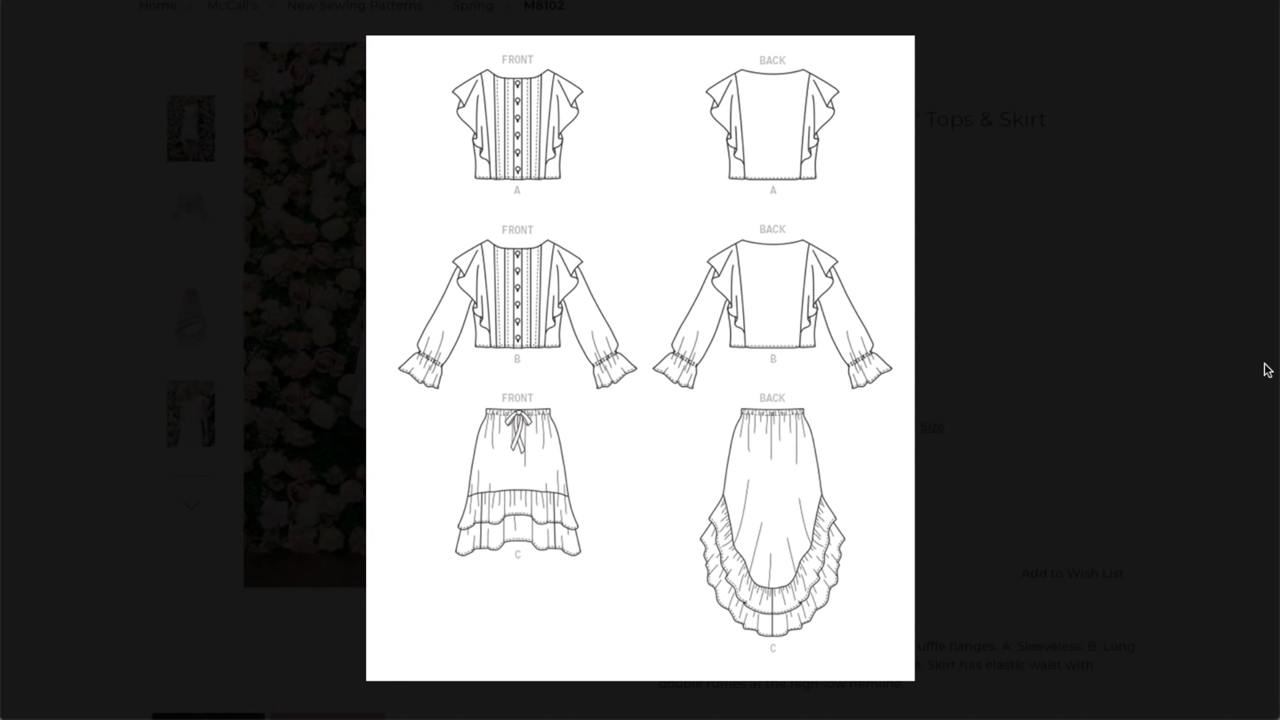 Home McCall's New Sewing Patterns Spring M8102
Tops & Skirt
FRONT BACK
A A
FRONT BACK
B B
FRONT BACK
Size
C
Add to Wish List
ruffle flanges. A: Sleeveless. B: Long
C
e. Skirt has elastic waist with
double ruffles at the high-low hemline.